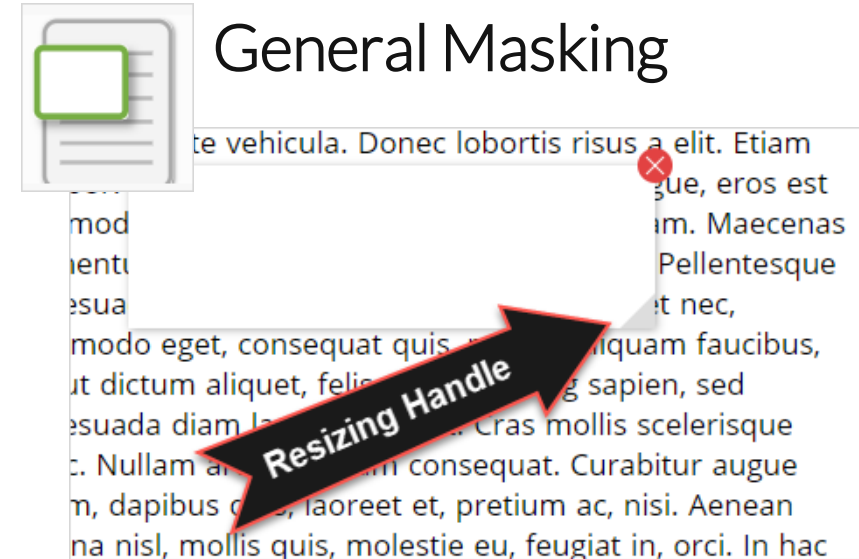 General Masking
te vehicula. Donec lobortis risus a elit. Etiam
gue, eros est
mod am. Maecenas
Pellentesque
esua et nec,
modo eget, consequat quis, aliquam faucibus,
ut dictum aliquet, felis g sapien, sed
esuada diam Cras mollis scelerisque
c. Nullam consequat. Curabitur augue
m, dapibus laoreet et, pretium ac, nisi. Aenean
na nisl, mollis quis, molestie eu, feugiat in, orci. In hac
Resizing Handle